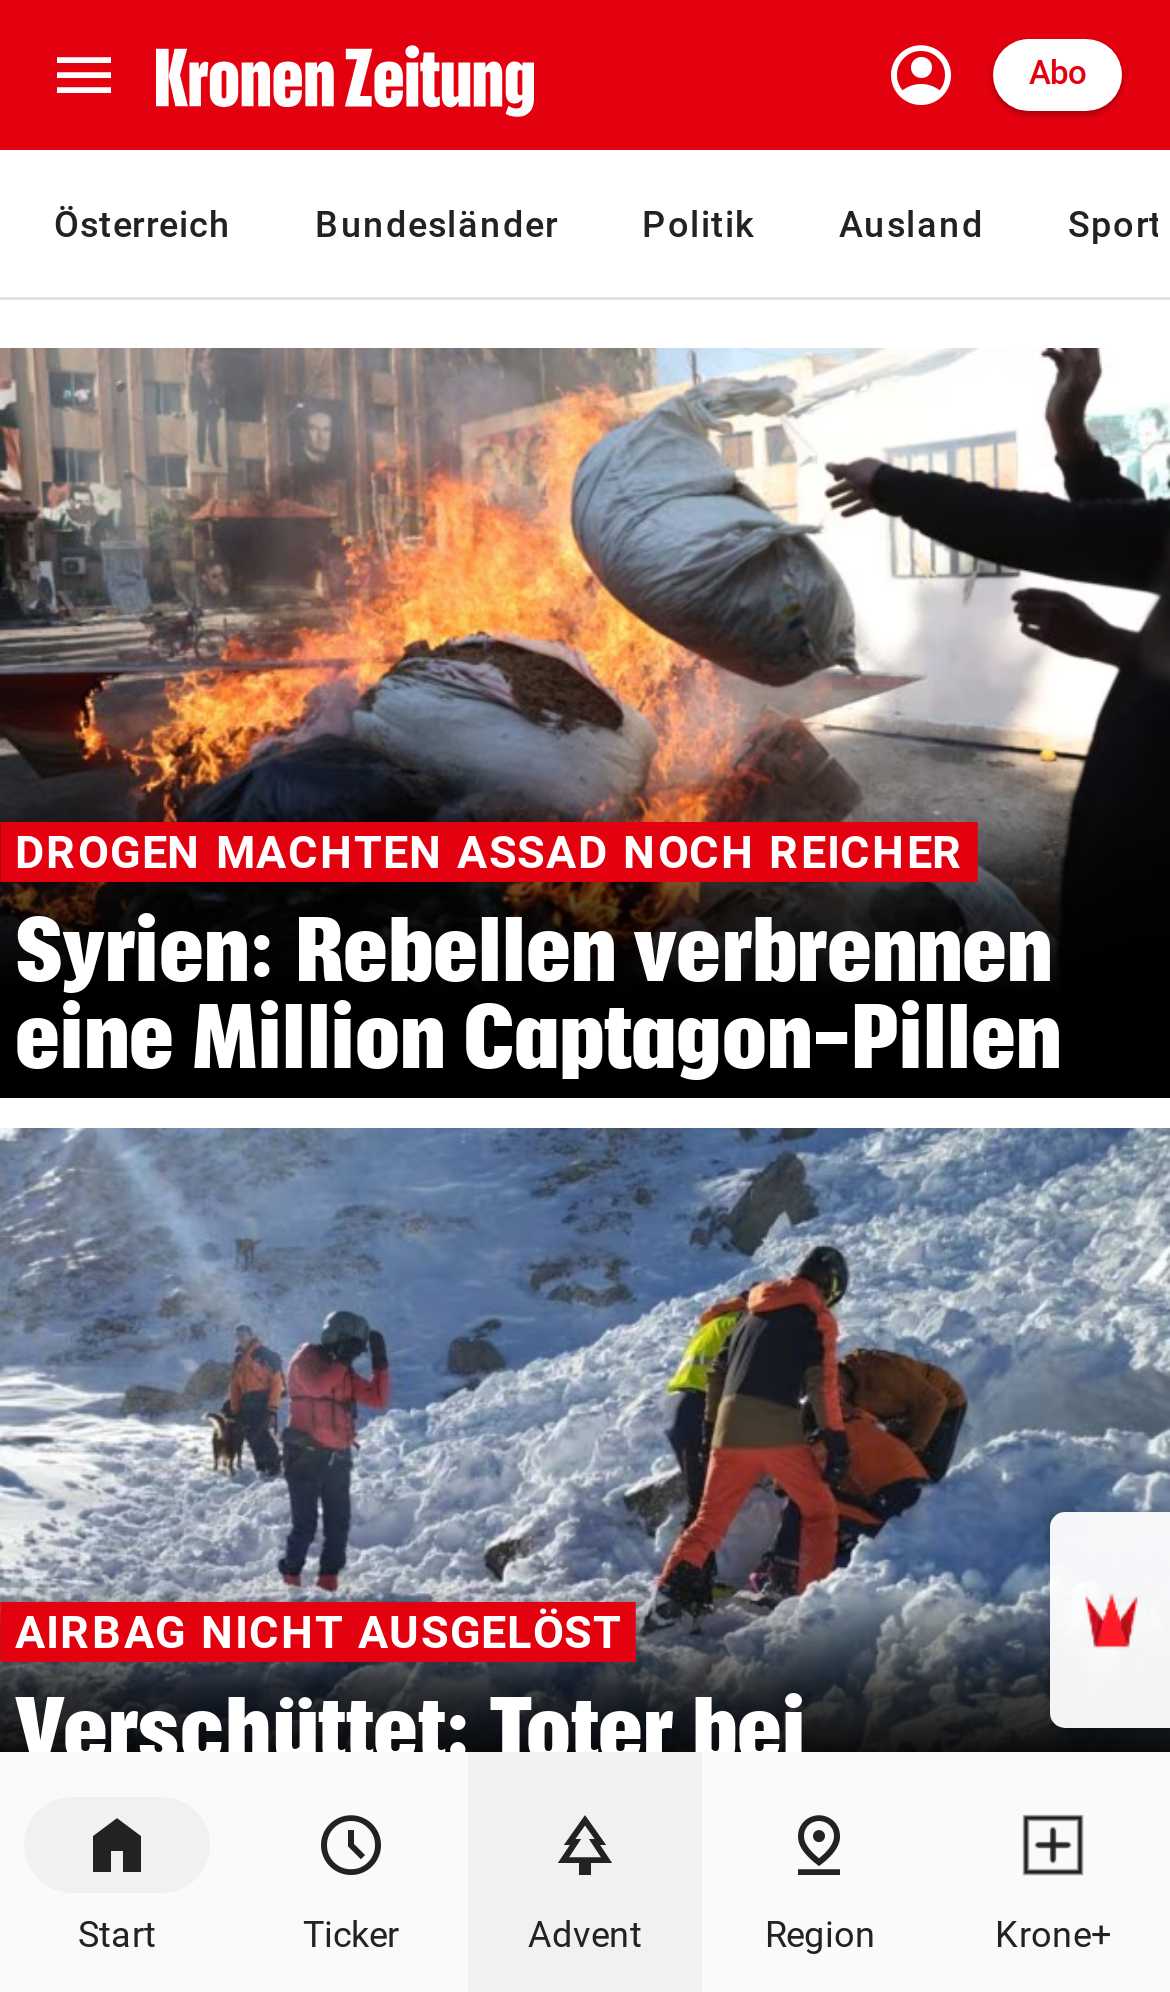 Kronen Zeitung
Abo
Österreich Bundesländer Politik Ausland Sport
DROGEN MACHTEN ASSAD NOCH REICHER
Syrien: Rebellen verbrennen
eine Million Captagon-Pillen
AIRBAG NICHT AUSGELÖST
Verschüttet: Toter bei
Start Ticker Advent Region Krone+